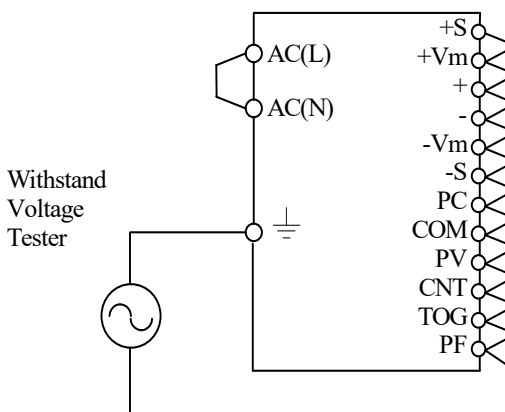 AC(L)
AC(N)
Withstand
Voltage
Tester
+S
+Vm
+
-
-Vm
-S
PC
COM
PV
CNT
TOG
PF